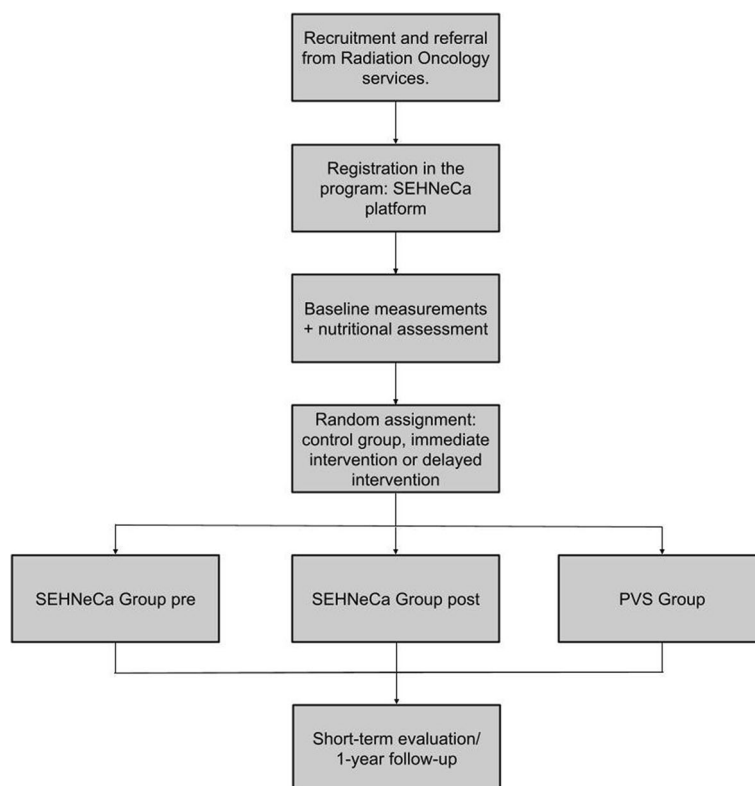 Recruitment and referral
from Radiation Oncology
services.
Registration in the
program: SEHNeCa
platform
Baseline measurements
+ nutritional assessment
Random assignment:
control group, immediate
intervention or delayed
intervention
SEHNeCa Group pre
SEHNeCa Group post
PVS Group
Short-term evaluation/
1-year follow-up